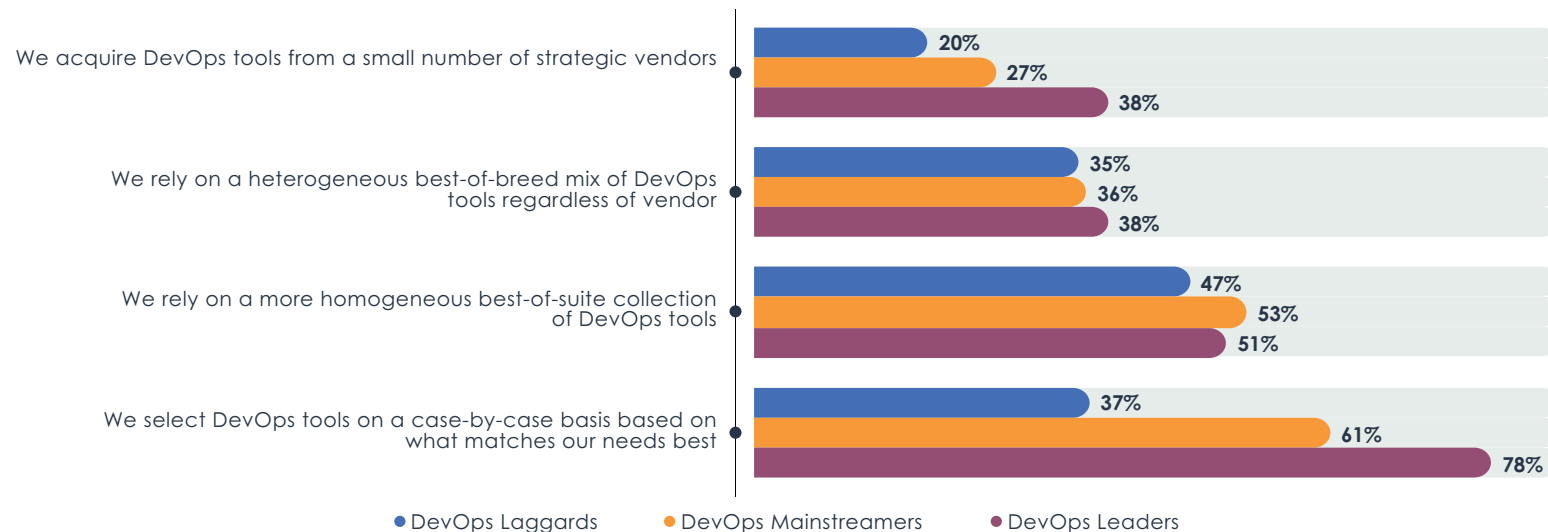 We acquire DevOps tools from a small number of strategic vendors
20%
27%
38%
We rely on a heterogeneous best-of-breed mix of DevOps
tools regardless of vendor
35%
36%
38%
We rely on a more homogeneous best-of-suite collection
of DevOps tools
47%
53%
51%
We select DevOps tools on a case-by-case basis based on
what matches our needs best
37%
61%
78%
DevOps Laggards
DevOps Mainstreamers
DevOps Leaders